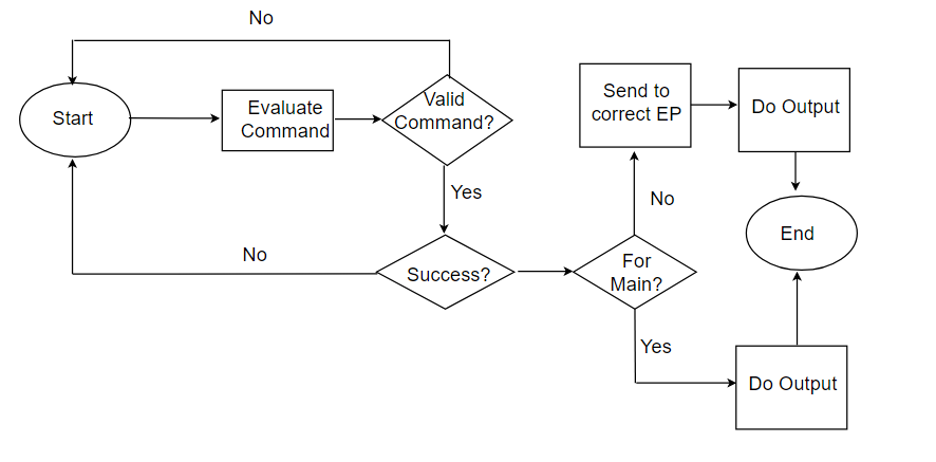 No
Start
Evaluate
Command
Valid
Command?
Send to
correct EP
Do Output
Yes
No
End
No
Success?
For
Main?
Yes
Do Output